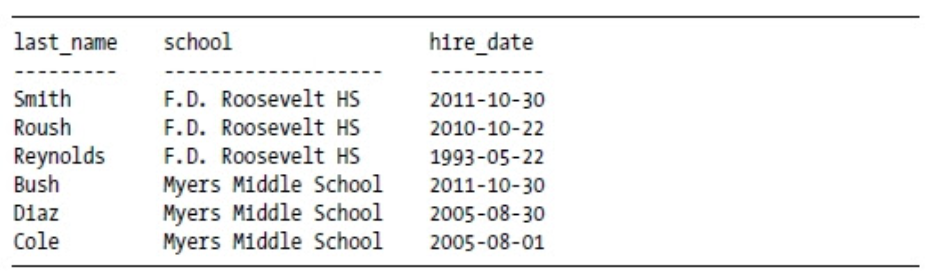 last_name school hire_date
--------- ------------------- ----------
Smith F.D. Roosevelt HS 2011-10-30
Roush F.D. Roosevelt HS 2010-10-22
Reynolds F.D. Roosevelt HS 1993-05-22
Bush Myers Middle School 2011-10-30
Diaz Myers Middle School 2005-08-30
Cole Myers Middle School 2005-08-01